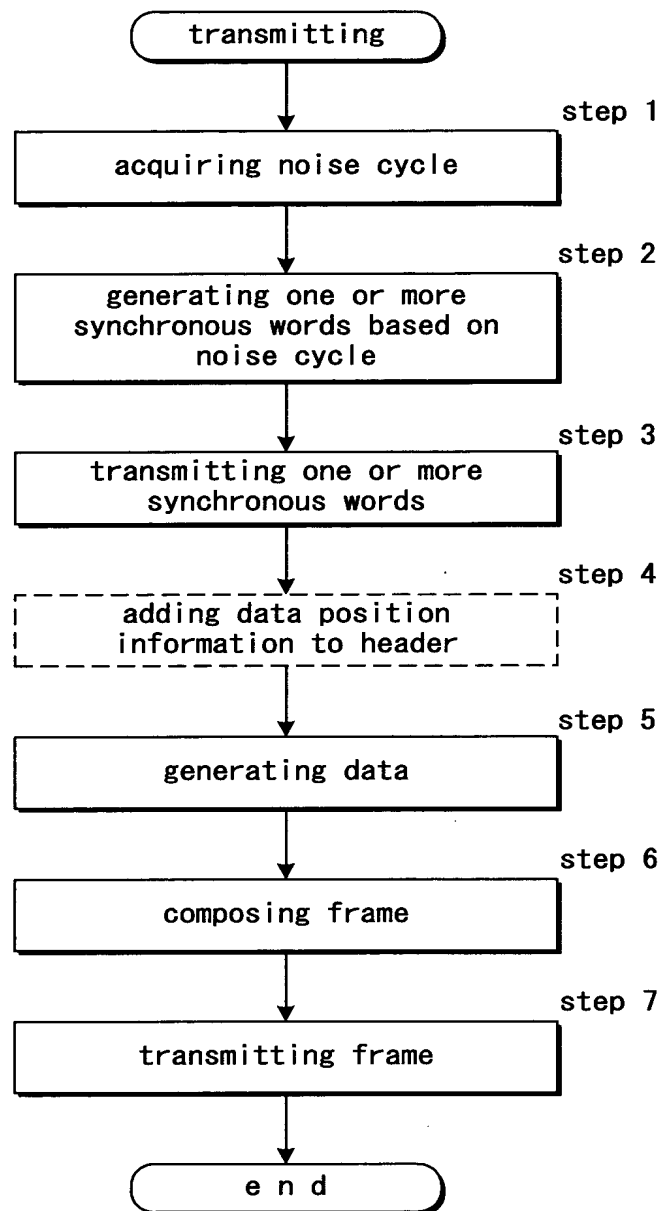 transmitting
step 1
acquiring noise cycle
step 2
generating one or more
synchronous words based on
noise cycle
step 3
transmitting one or more
synchronous words
step 4
adding data position
information to header
step 5
generating data
step 6
composing frame
step 7
transmitting frame
end